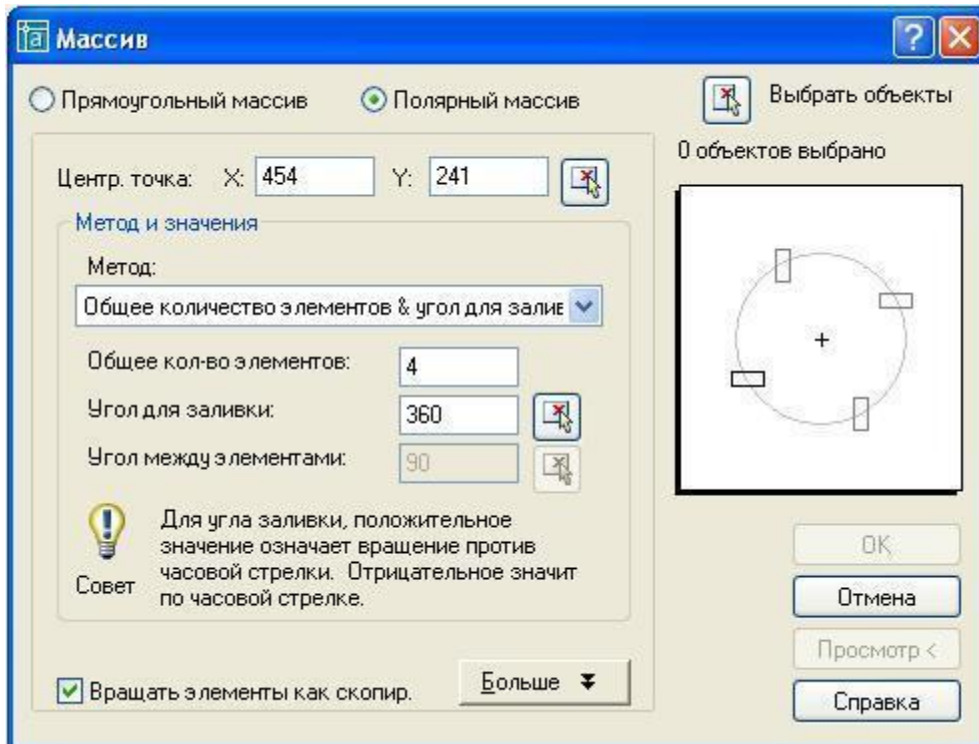 Массив
Прямоугольный массив
Полярный массив
Выбрать объекты
0 объектов выбрано
Центр. точка: X: 454 Y: 241
Метод и значения
Метод:
Общее количество элементов & угол для залив
Общее кол-во элементов: 4
Угол для заливки: 360
Угол между элементами: 90
Совет
Для угла заливки, положительное
значение означает вращение против
часовой стрелки. Отрицательное значит
по часовой стрелке.
Вращать элементы как скопир.
Больше
OK
Отмена
Просмотр <
Справка